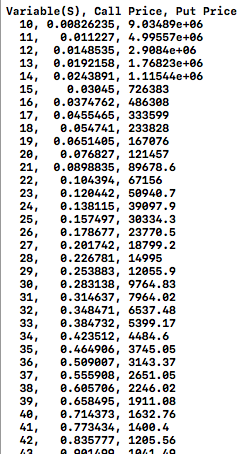 Variable(S), Call Price, Put Price
10, 0.00826235, 9.03489e+06
11, 0.011227, 4.99557e+06
12, 0.0148535, 2.9084e+06
13, 0.0192158, 1.76823e+06
14, 0.0243891, 1.11544e+06
15, 0.03045, 726383
16, 0.0374762, 486308
17, 0.0455465, 333599
18, 0.054741, 233828
19, 0.0651405, 167076
20, 0.076827, 121457
21, 0.0898835, 89678.6
22, 0.104394, 67156
23, 0.120442, 50940.7
24, 0.138115, 39097.9
25, 0.157497, 30334.3
26, 0.178677, 23770.5
27, 0.201742, 18799.2
28, 0.226781, 14995
29, 0.253883, 12055.9
30, 0.283138, 9764.83
31, 0.314637, 7964.02
32, 0.348471, 6537.48
33, 0.384732, 5399.17
34, 0.423512, 4484.6
35, 0.464906, 3745.05
36, 0.509007, 3143.37
37, 0.555908, 2651.05
38, 0.605706, 2246.02
39, 0.658495, 1911.08
40, 0.714373, 1632.76
41, 0.773434, 1400.4
42, 0.835777, 1205.56
43, 0.901499, 1041.49